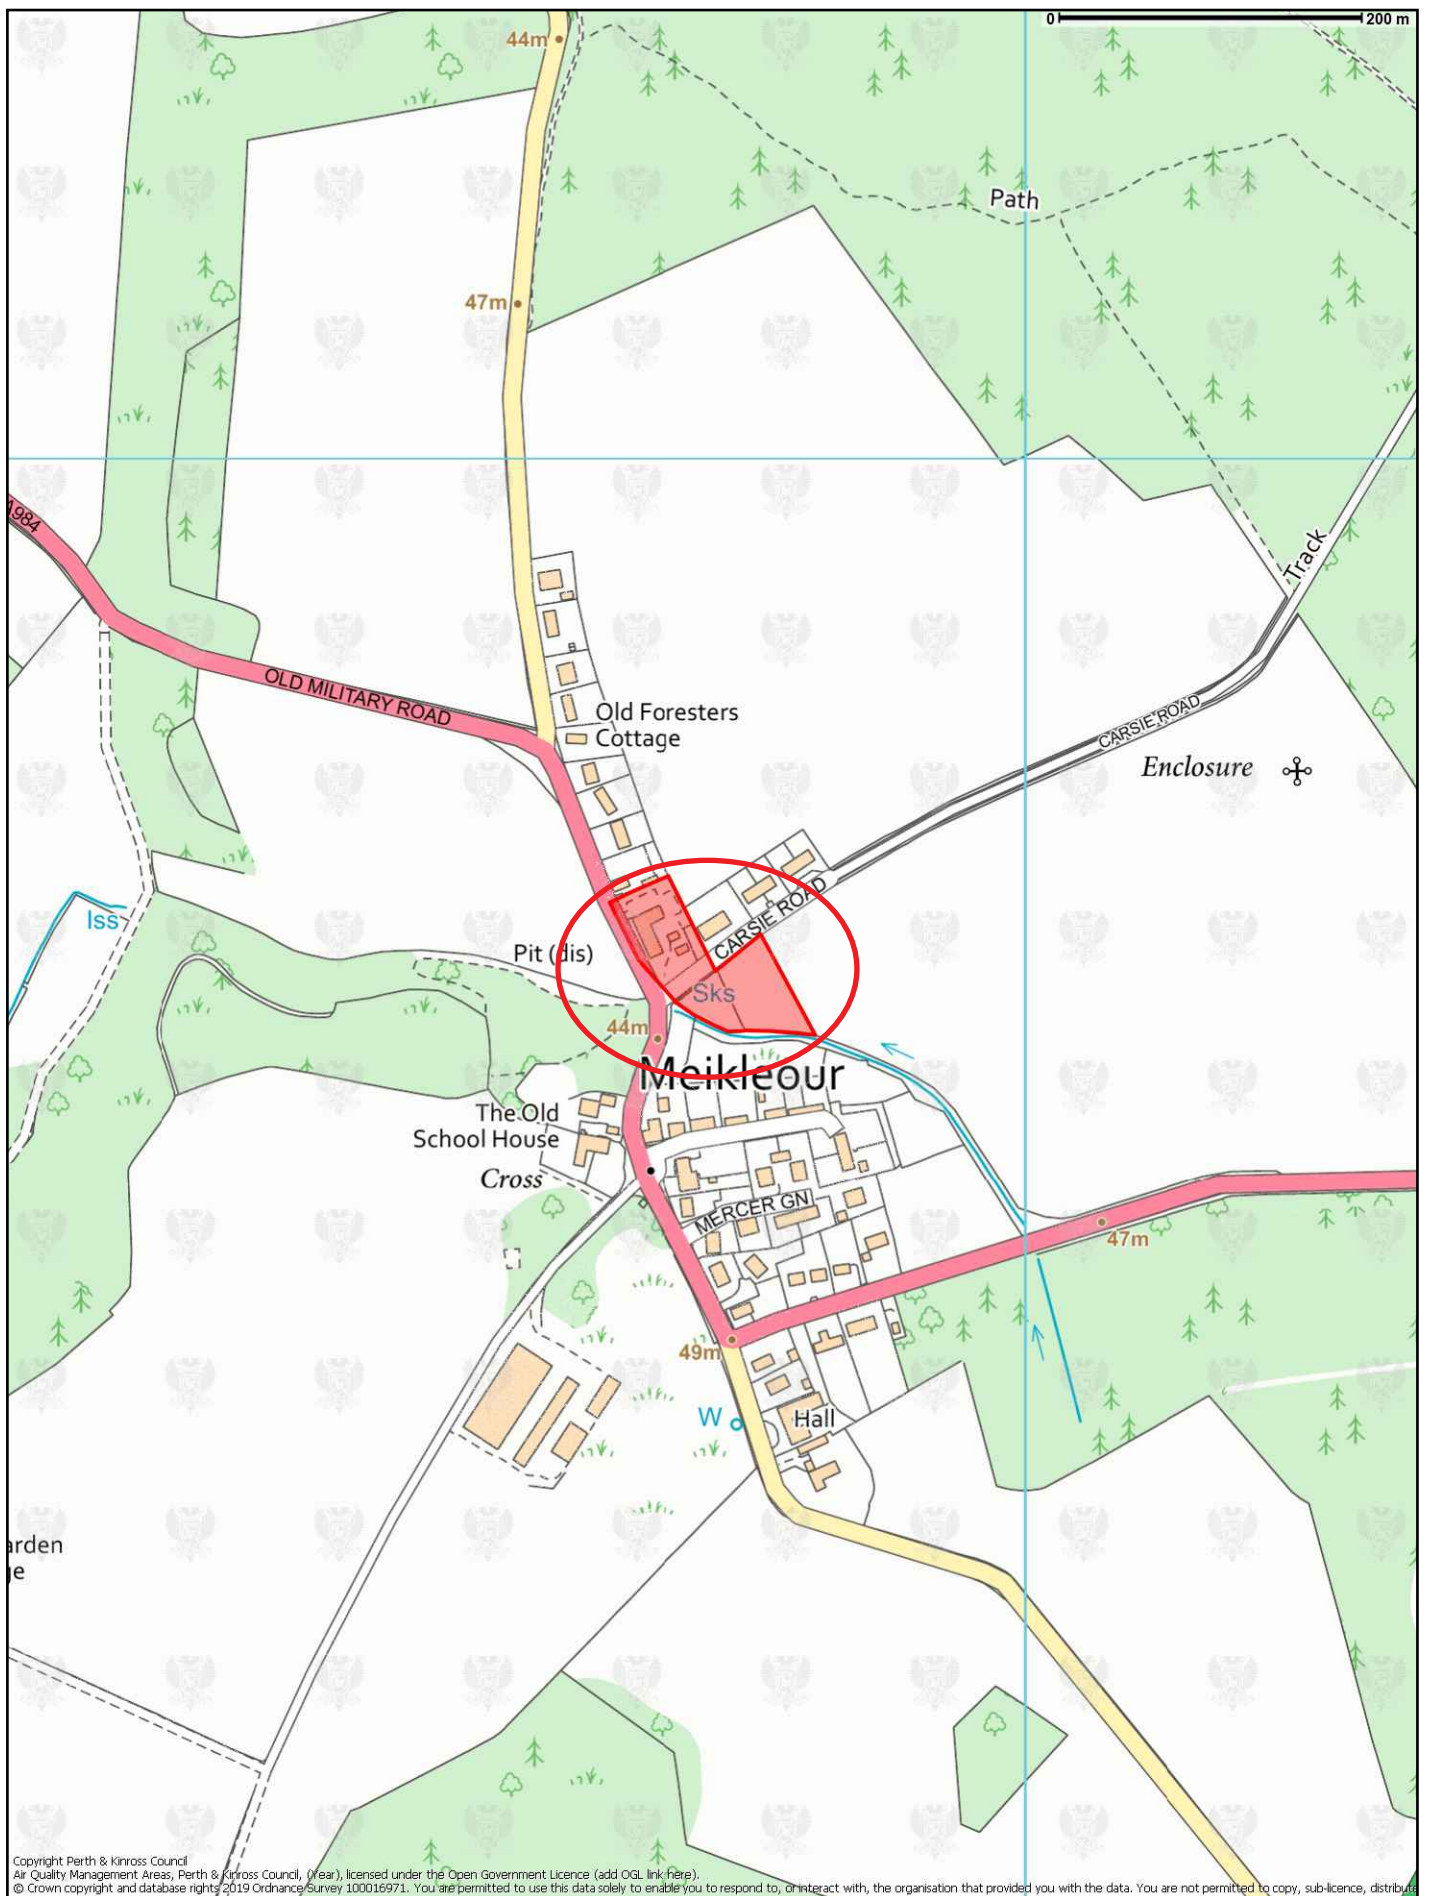 0
200 m
44m
Path
47m
A984
Track
OLD MILITARY ROAD
Old Foresters
Cottage
CARSIE ROAD
Enclosure
CARSIE ROAD
Iss
Pit (dis)
Sks
44m
Meikleour
The Old
School House
Cross
MERCER GN
47m
49m
W
Hall
arden
je
Copyright Perth & Kinross Council
Air Quality Management Areas, Perth & Kinross Council, (Year), licensed under the Open Government Licence (add OGL link here).
© Crown copyright and database rights 2019 Ordnance Survey 100016971. You are permitted to use this data solely to enable you to respond to, or interact with, the organisation that provided you with the data. You are not permitted to copy, sub-licence, distribute